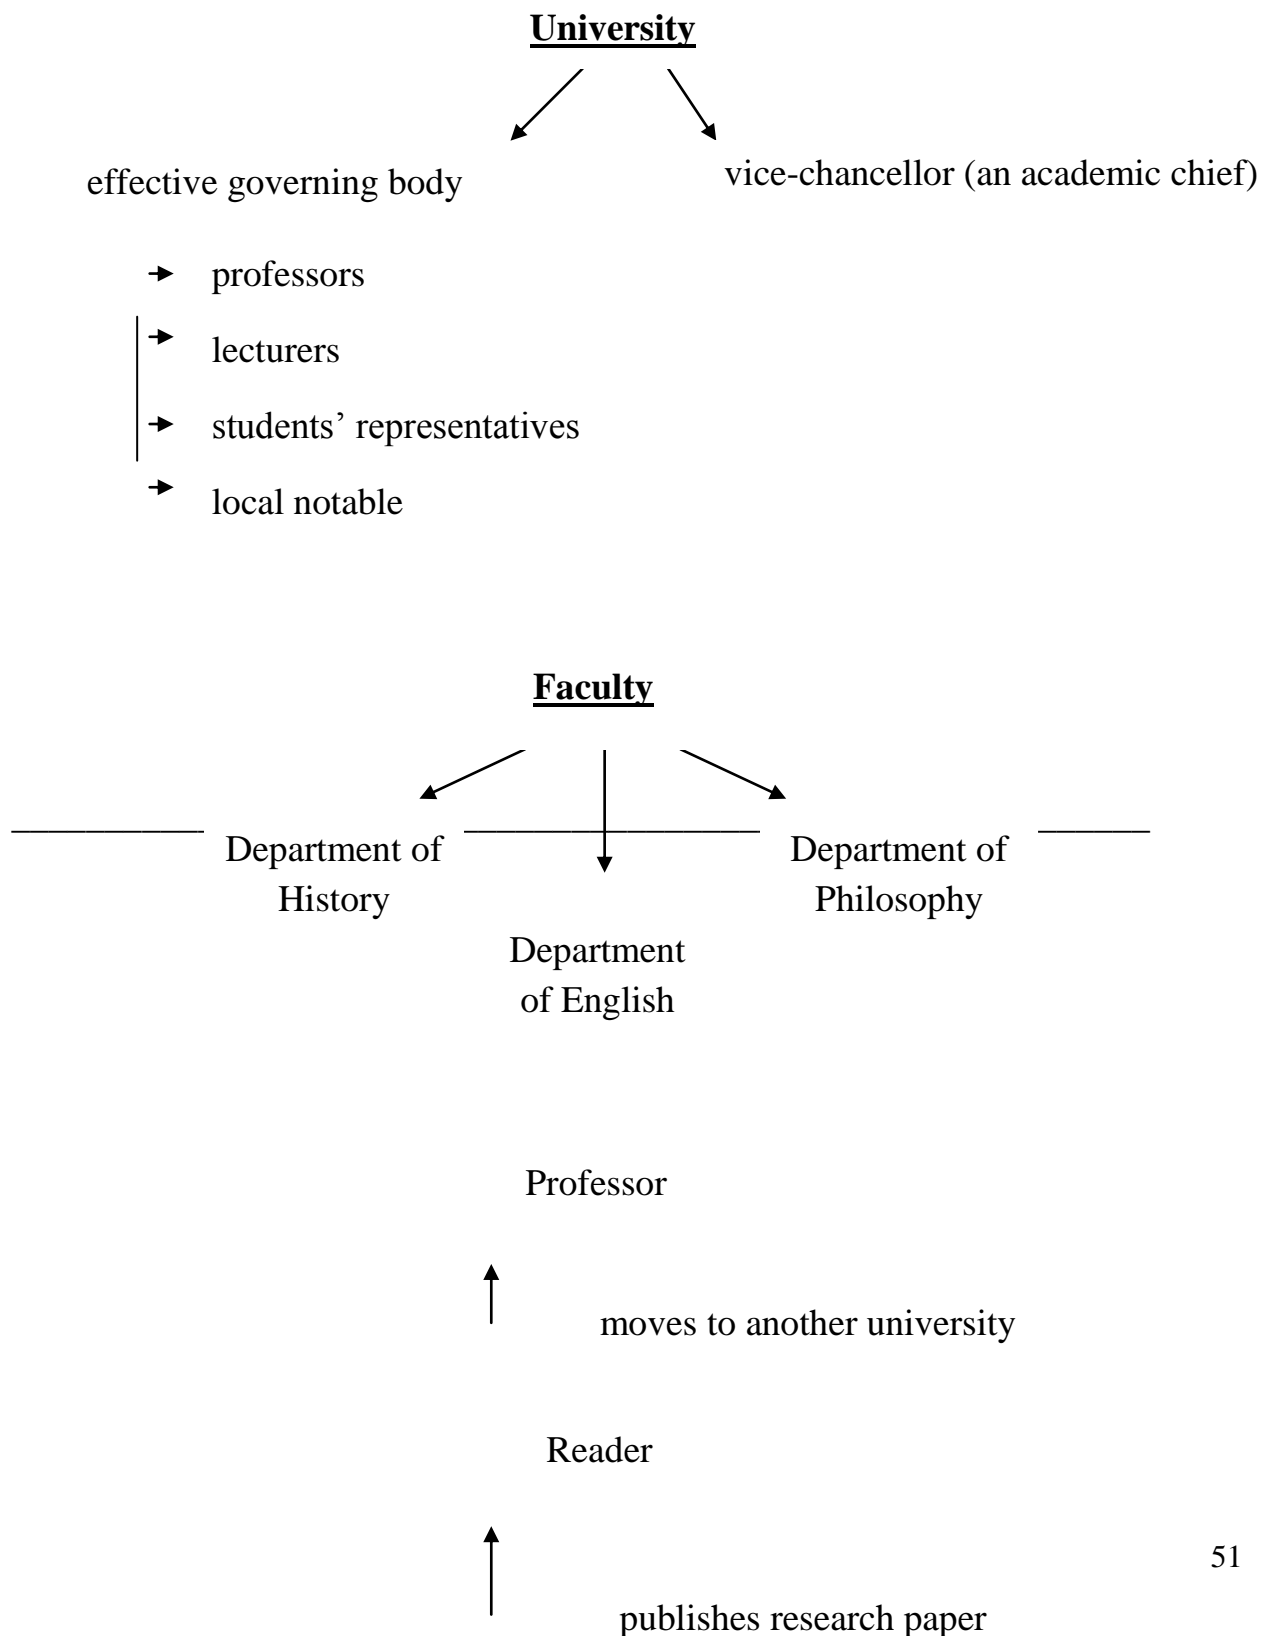 University
effective governing body
vice-chancellor (an academic chief)
professors
lecturers
students’ representatives
local notable
Faculty
Department of
History
Department of
Philosophy
Department
of English
Professor
moves to another university
Reader
51
publishes research paper